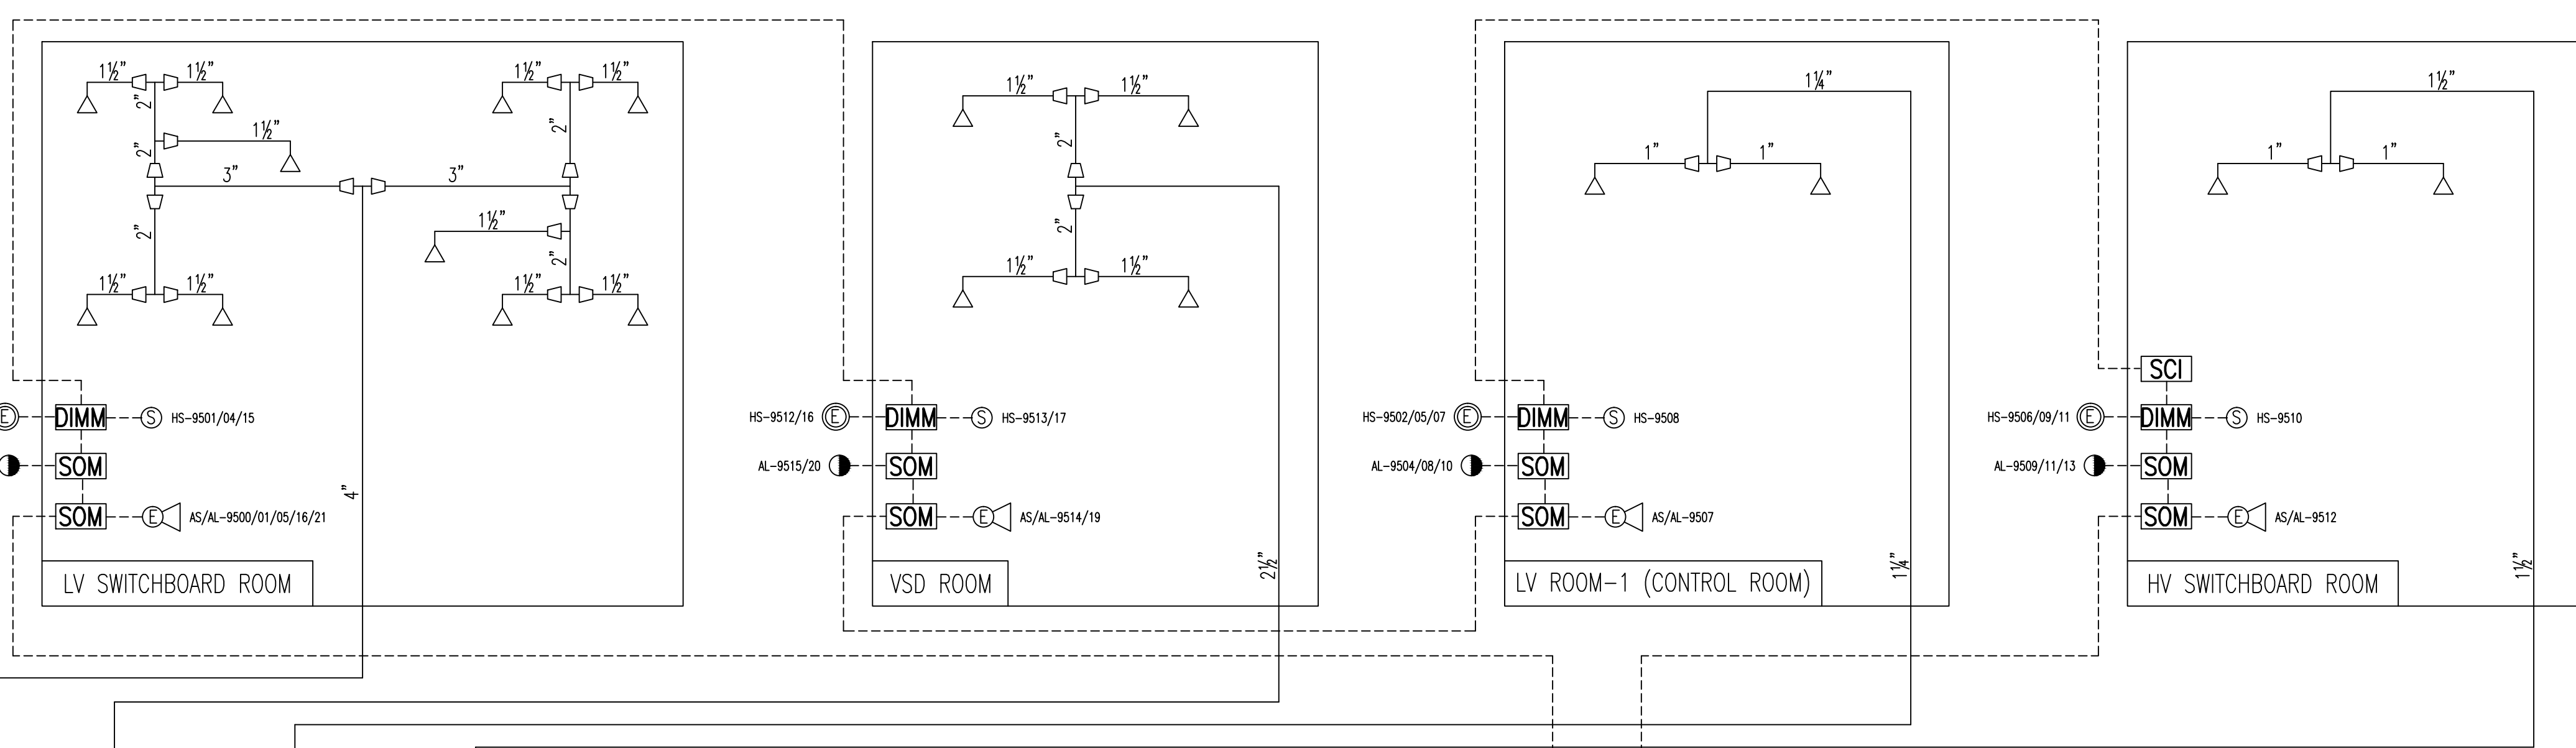 1½" 1½"
2"
1½"
2"
3" 3"
2"
1½" 1½"
1½" 1½"
2"
1½"
2"
1½" 1½"
4"
E DIMM S HS-9501/04/15
SOM
SOM E AS/AL-9500/01/05/16/21
LV SWITCHBOARD ROOM
1½" 1½"
2"
2"
1½" 1½"
HS-9512/16 E DIMM S HS-9513/17
AL-9515/20 SOM
SOM E AS/AL-9514/19
2½"
VSD ROOM
1¼"
1" 1"
HS-9502/05/07 E DIMM S HS-9508
AL-9504/08/10 SOM
SOM E AS/AL-9507
1¼"
LV ROOM-1 (CONTROL ROOM)
1½"
1" 1"
SCI
HS-9506/09/11 E DIMM S HS-9510
AL-9509/11/13 SOM
SOM E AS/AL-9512
1½"
HV SWITCHBOARD ROOM